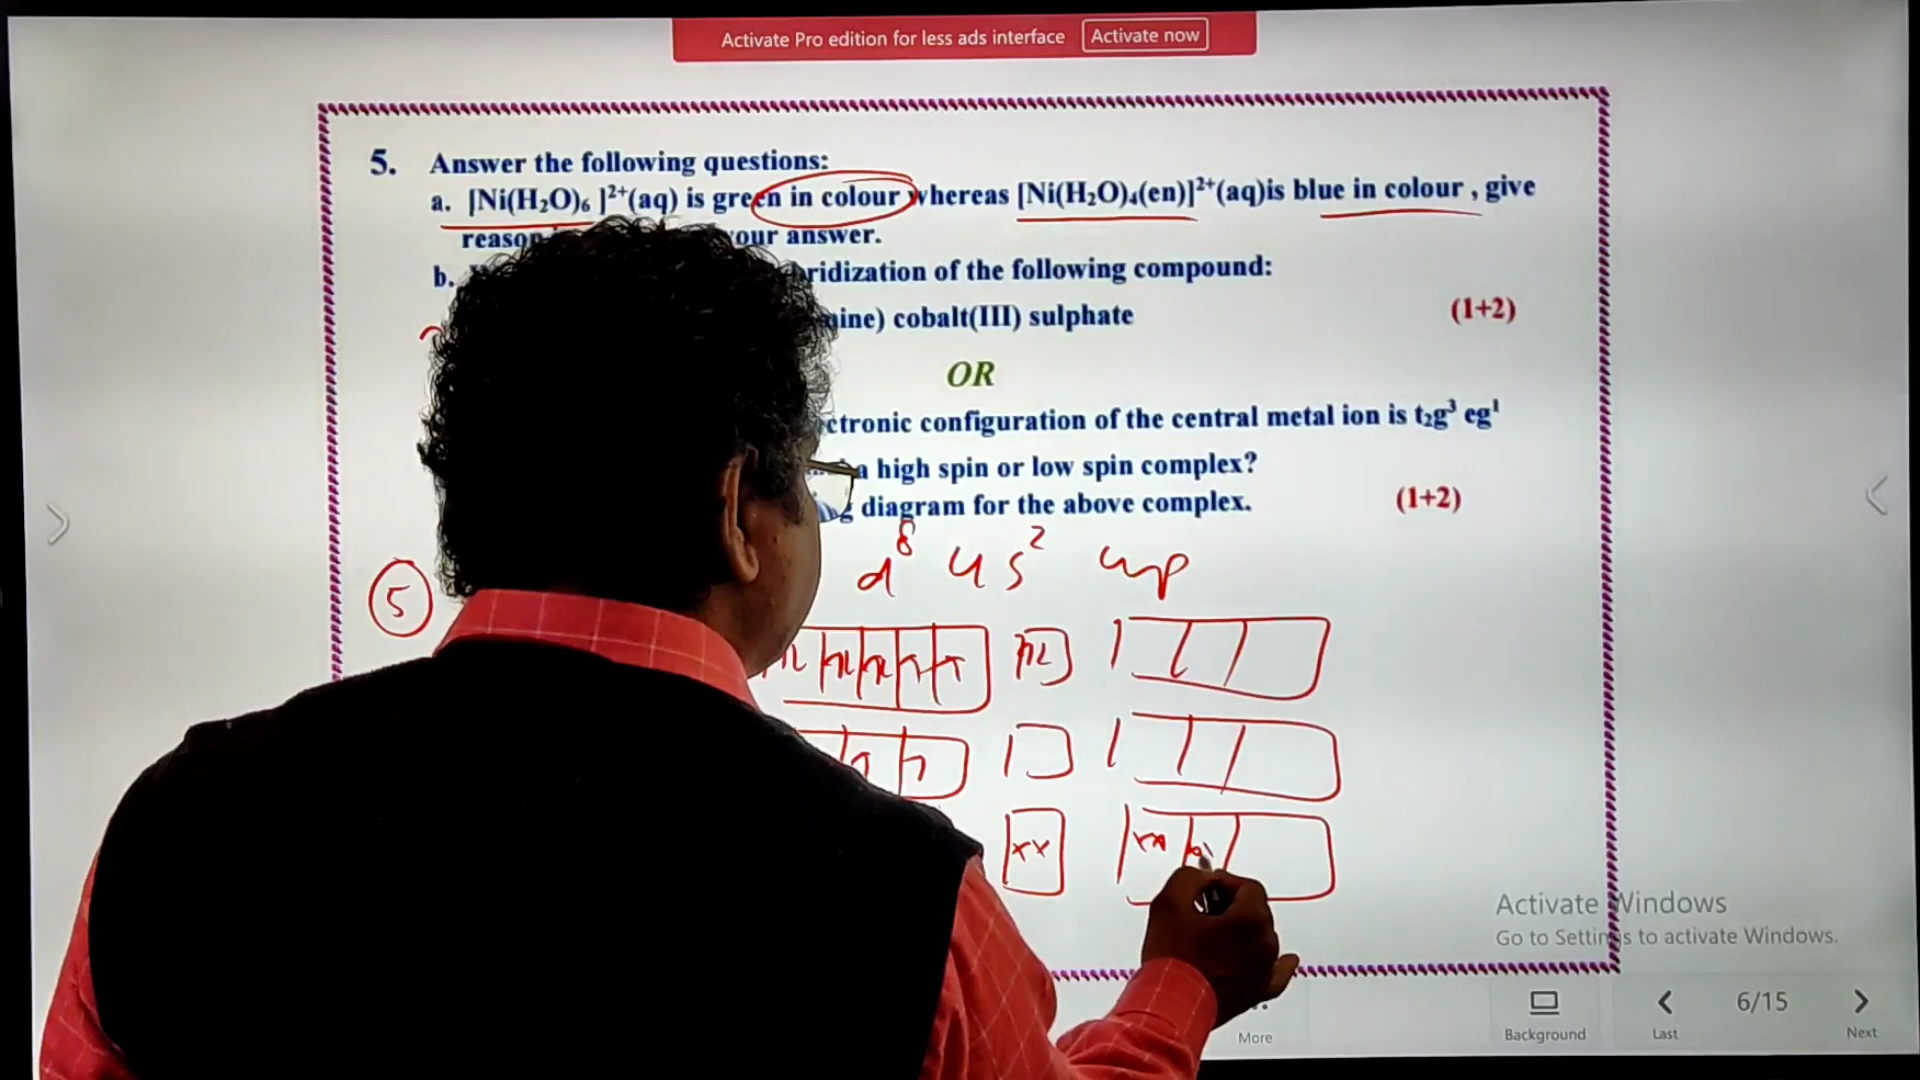 Activate Pro edition for less ads interface Activate now
5. Answer the following questions:
a. [Ni(H₂O)₆ ]²⁺(aq) is green in colour whereas [Ni(H₂O)₄(en)]²⁺(aq)is blue in colour , give
reason your answer.
b. of the following compound:
cobalt(III) sulphate (1+2)
OR
configuration of the central metal ion is t₂g³ eg¹
a high spin or low spin complex?
diagram for the above complex. (1+2)
d⁸ 4s² 4p
5
xx
Activate Windows
Go to Settings to activate Windows.
6/15
More Background Last Next